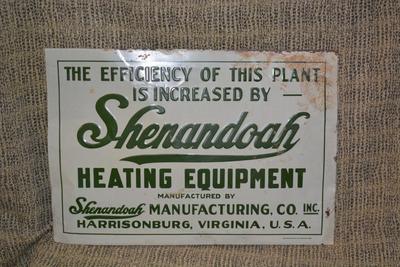 THE EFFICIENCY OF THIS PLANT
IS INCREASED BY
Shenandoah
HEATING EQUIPMENT
MANUFACTURED BY
Shenandoah MANUFACTURING. CO. INC.
HARRISONBURG, VIRGINIA, U.S.A.